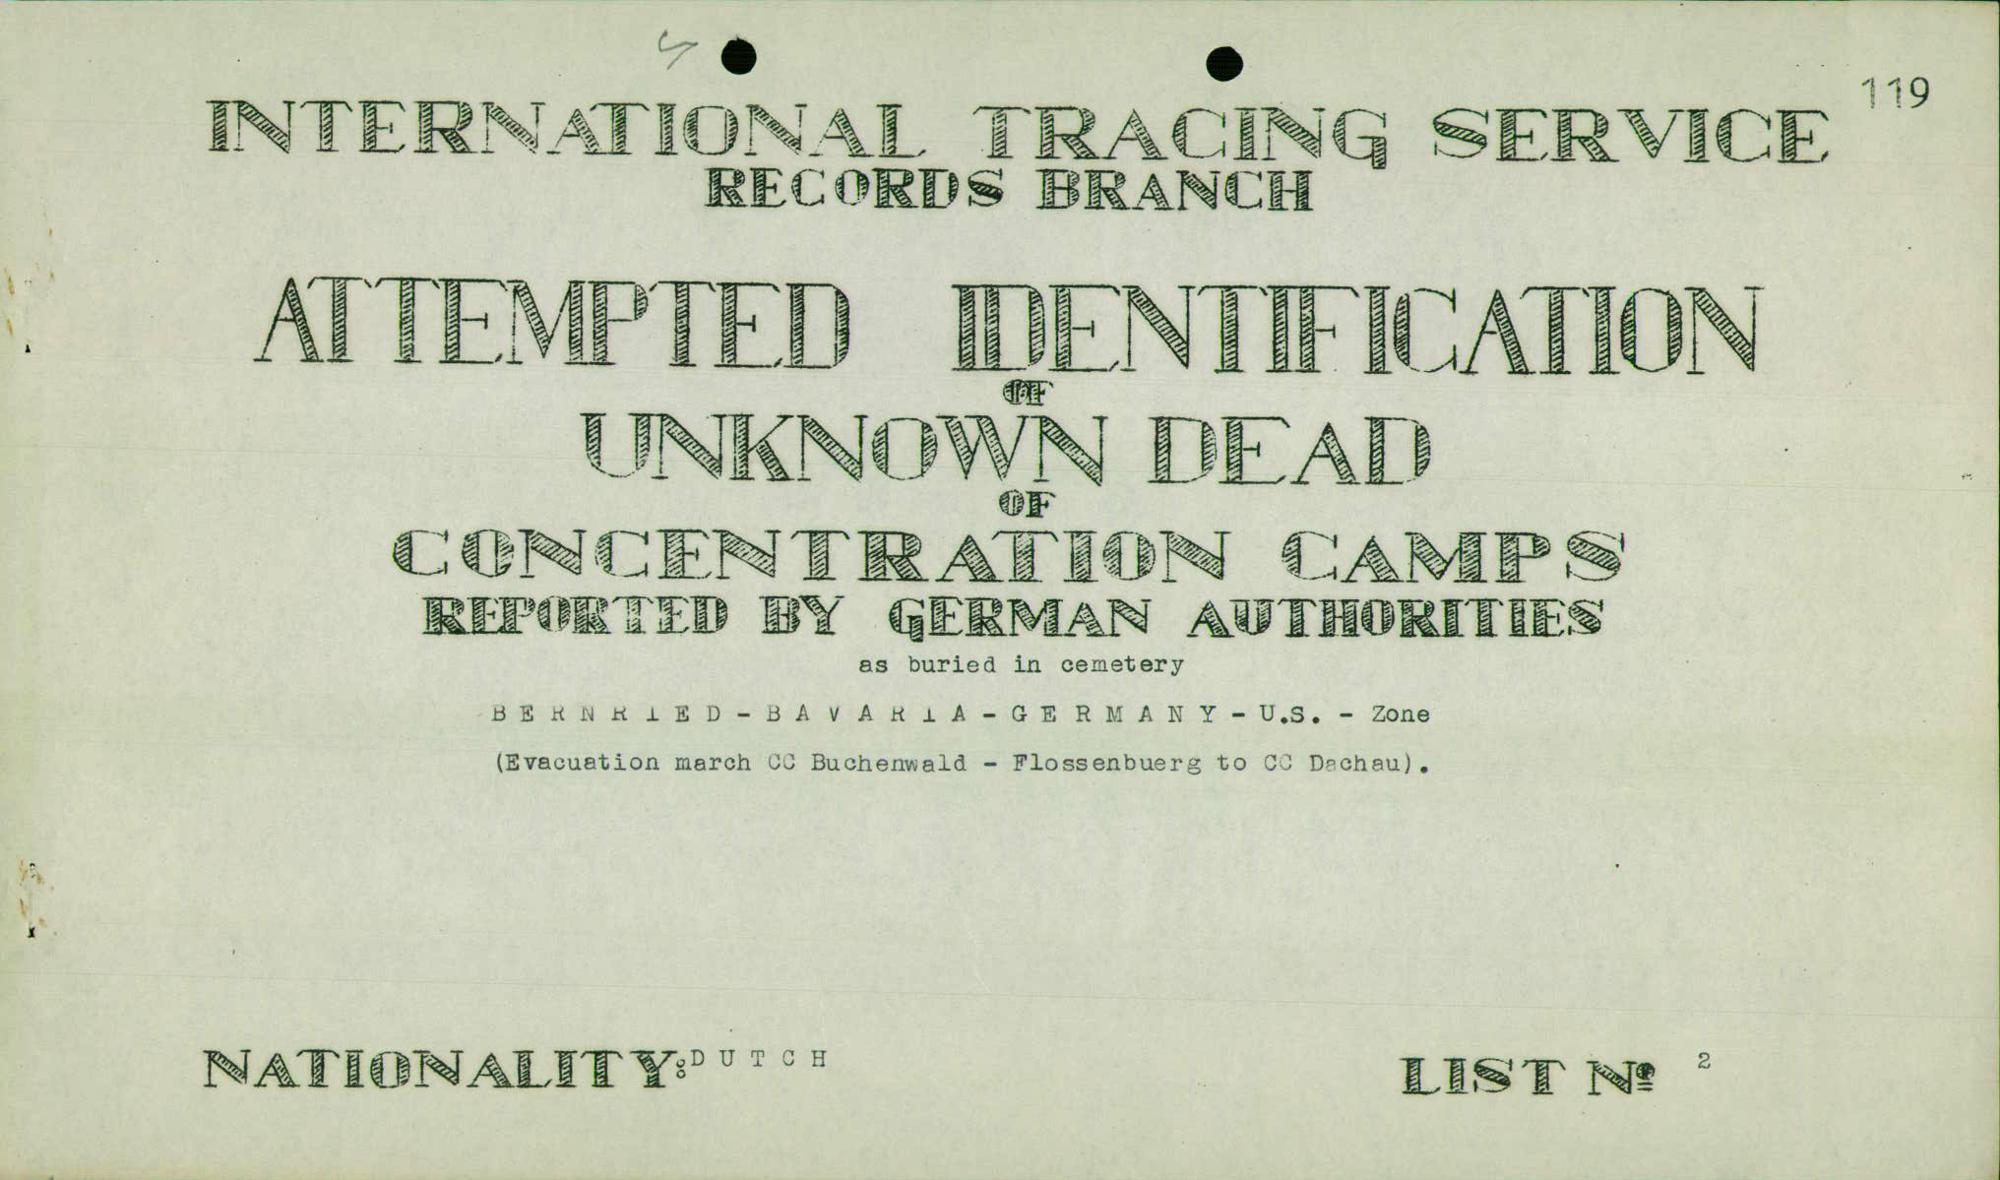 119
INTERNATIONAL TRACING SERVICE
RECORDS BRANCH
ATTEMPTED IDENTIFICATION
OF
UNKNOWN DEAD
OF
CONCENTRATION CAMPS
REPORTED BY GERMAN AUTHORITIES
as buried in cemetery
B E R N R I E D - B A V A R I A - G E R M A N Y - U.S. - Zone
(Evacuation march CC Buchenwald - Flossenbuerg to CC Dachau).
NATIONALITY: D U T C H
LIST Nº 2